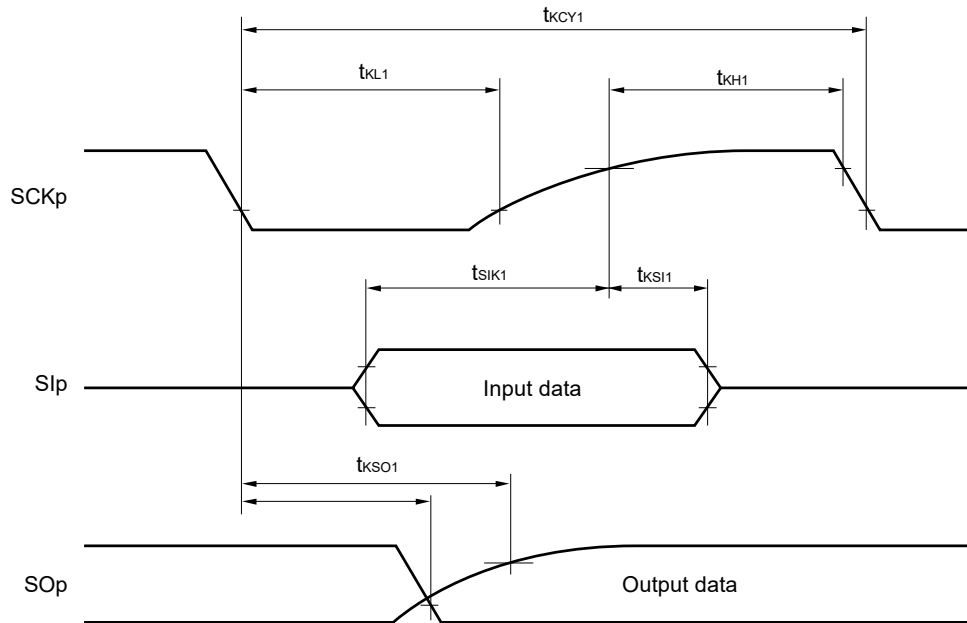 tKCY1
tKL1
tKH1
SCKp
tSIK1
tKSI1
SIp
Input data
tKSO1
SOp
Output data